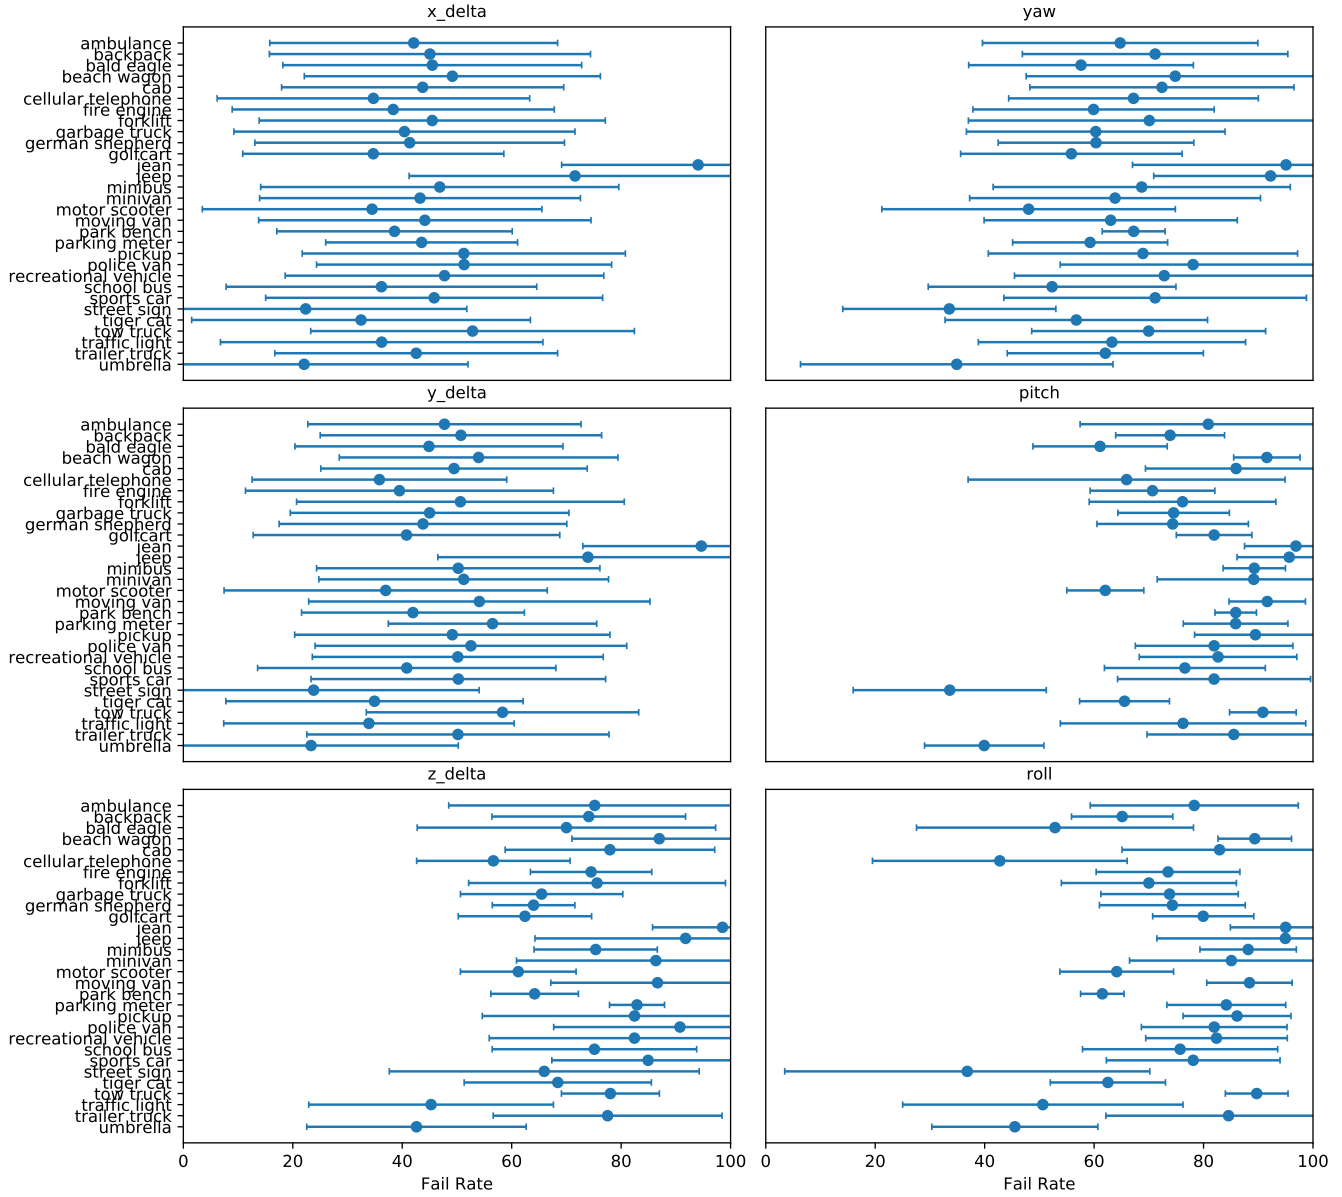 x_delta
yaw
ambulance
backpack
bald eagle
beach wagon
cab
cellular telephone
fire engine
forklift
garbage truck
german shepherd
golfcart
jean
jeep
minibus
minivan
motor scooter
moving van
park bench
parking meter
pickup
police van
recreational vehicle
school bus
sports car
street sign
tiger cat
tow truck
traffic light
trailer truck
umbrella
y_delta
pitch
ambulance
backpack
bald eagle
beach wagon
cab
cellular telephone
fire engine
forklift
garbage truck
german shepherd
golfcart
jean
jeep
minibus
minivan
motor scooter
moving van
park bench
parking meter
pickup
police van
recreational vehicle
school bus
sports car
street sign
tiger cat
tow truck
traffic light
trailer truck
umbrella
z_delta
roll
ambulance
backpack
bald eagle
beach wagon
cab
cellular telephone
fire engine
forklift
garbage truck
german shepherd
golfcart
jean
jeep
minibus
minivan
motor scooter
moving van
park bench
parking meter
pickup
police van
recreational vehicle
school bus
sports car
street sign
tiger cat
tow truck
traffic light
trailer truck
umbrella
0 20 40 60 80 100
0 20 40 60 80 100
Fail Rate
Fail Rate